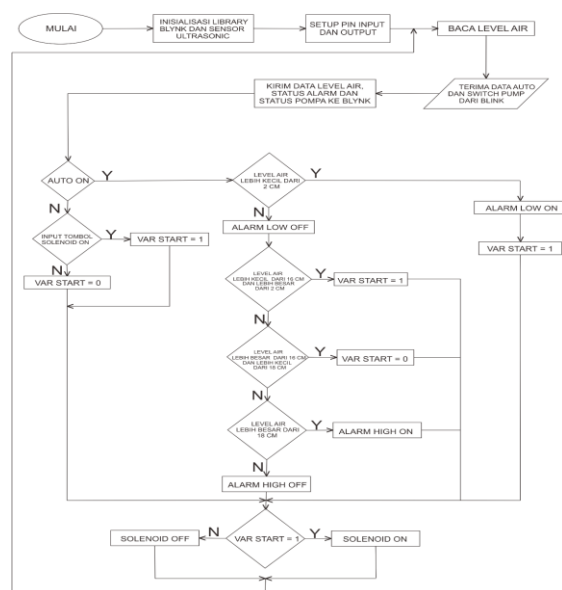 MULAI
INISIALISASI LIBRARY
BLYNK DAN SENSOR
ULTRASONIC
SETUP PIN INPUT
DAN OUTPUT
BACA LEVEL AIR
TERIMA DATA AUTO
DAN SWITCH PUMP
DARI BLINK
KIRIM DATA LEVEL AIR,
STATUS ALARM DAN
STATUS POMPA KE BLYNK
AUTO ON
Y
N
LEVEL AIR
LEBIH KECIL DARI
2 CM
Y
N
ALARM LOW ON
VAR START = 1
INPUT TOMBOL
SOLENOID ON
Y
N
VAR START = 1
VAR START = 0
ALARM LOW OFF
LEVEL AIR
LEBIH KECIL DARI 16 CM
DAN LEBIH BESAR
DARI 2 CM
Y
N
VAR START = 1
LEVEL AIR
LEBIH BESAR DARI 16 CM
DAN LEBIH KECIL
DARI 18 CM
Y
N
VAR START = 0
LEVEL AIR
LEBIH BESAR DARI
18 CM
Y
N
ALARM HIGH ON
ALARM HIGH OFF
VAR START = 1
N
Y
SOLENOID OFF
SOLENOID ON